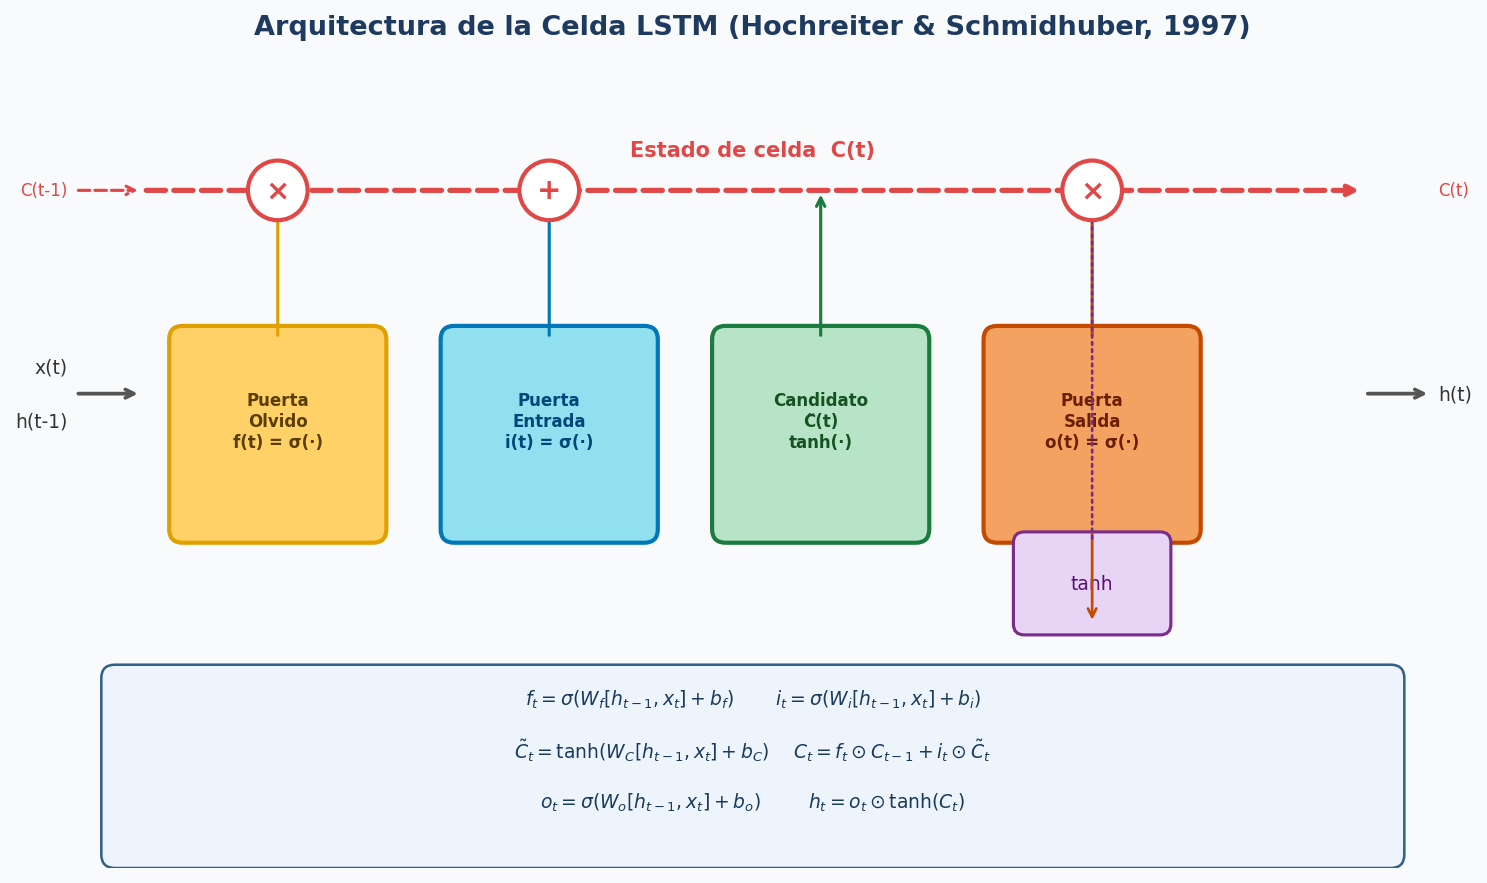 Arquitectura de la Celda LSTM (Hochreiter & Schmidhuber, 1997)
Estado de celda  C(t)
C(t-1)
×
+
×
C(t)
x(t)
h(t-1)
Puerta
Olvido
f(t) = σ(·)
Puerta
Entrada
i(t) = σ(·)
Candidato
C̃(t)
tanh(·)
Puerta
Salida
o(t) = σ(·)
h(t)
tanh
f_t = σ(W_f[h_{t−1}, x_t] + b_f)    i_t = σ(W_i[h_{t−1}, x_t] + b_i)
C̃_t = tanh(W_C[h_{t−1}, x_t] + b_C)    C_t = f_t ⊙ C_{t−1} + i_t ⊙ C̃_t
o_t = σ(W_o[h_{t−1}, x_t] + b_o)    h_t = o_t ⊙ tanh(C_t)